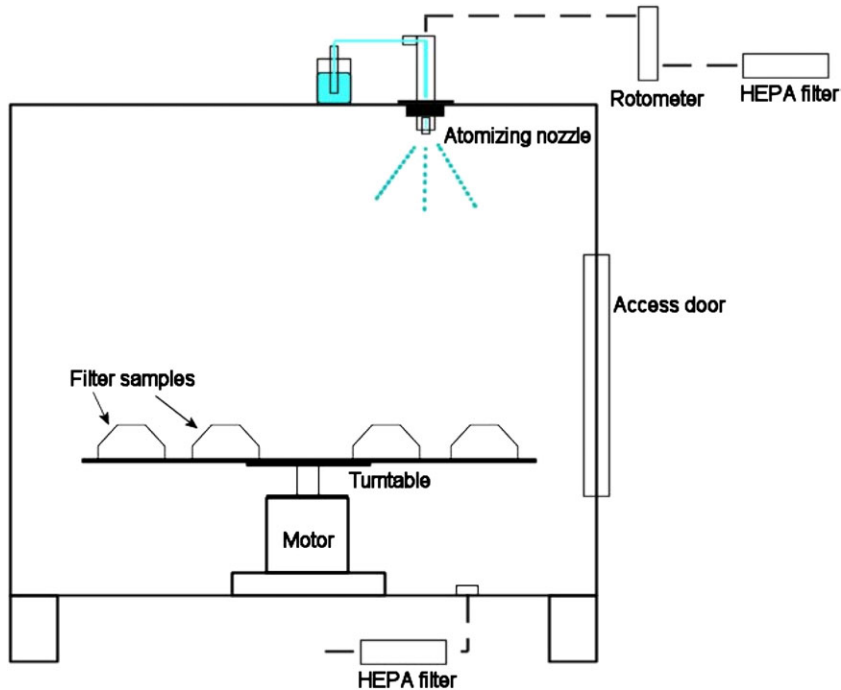 Rotometer
HEPA filter
Atomizing nozzle
Access door
Filter samples
Turntable
Motor
HEPA filter